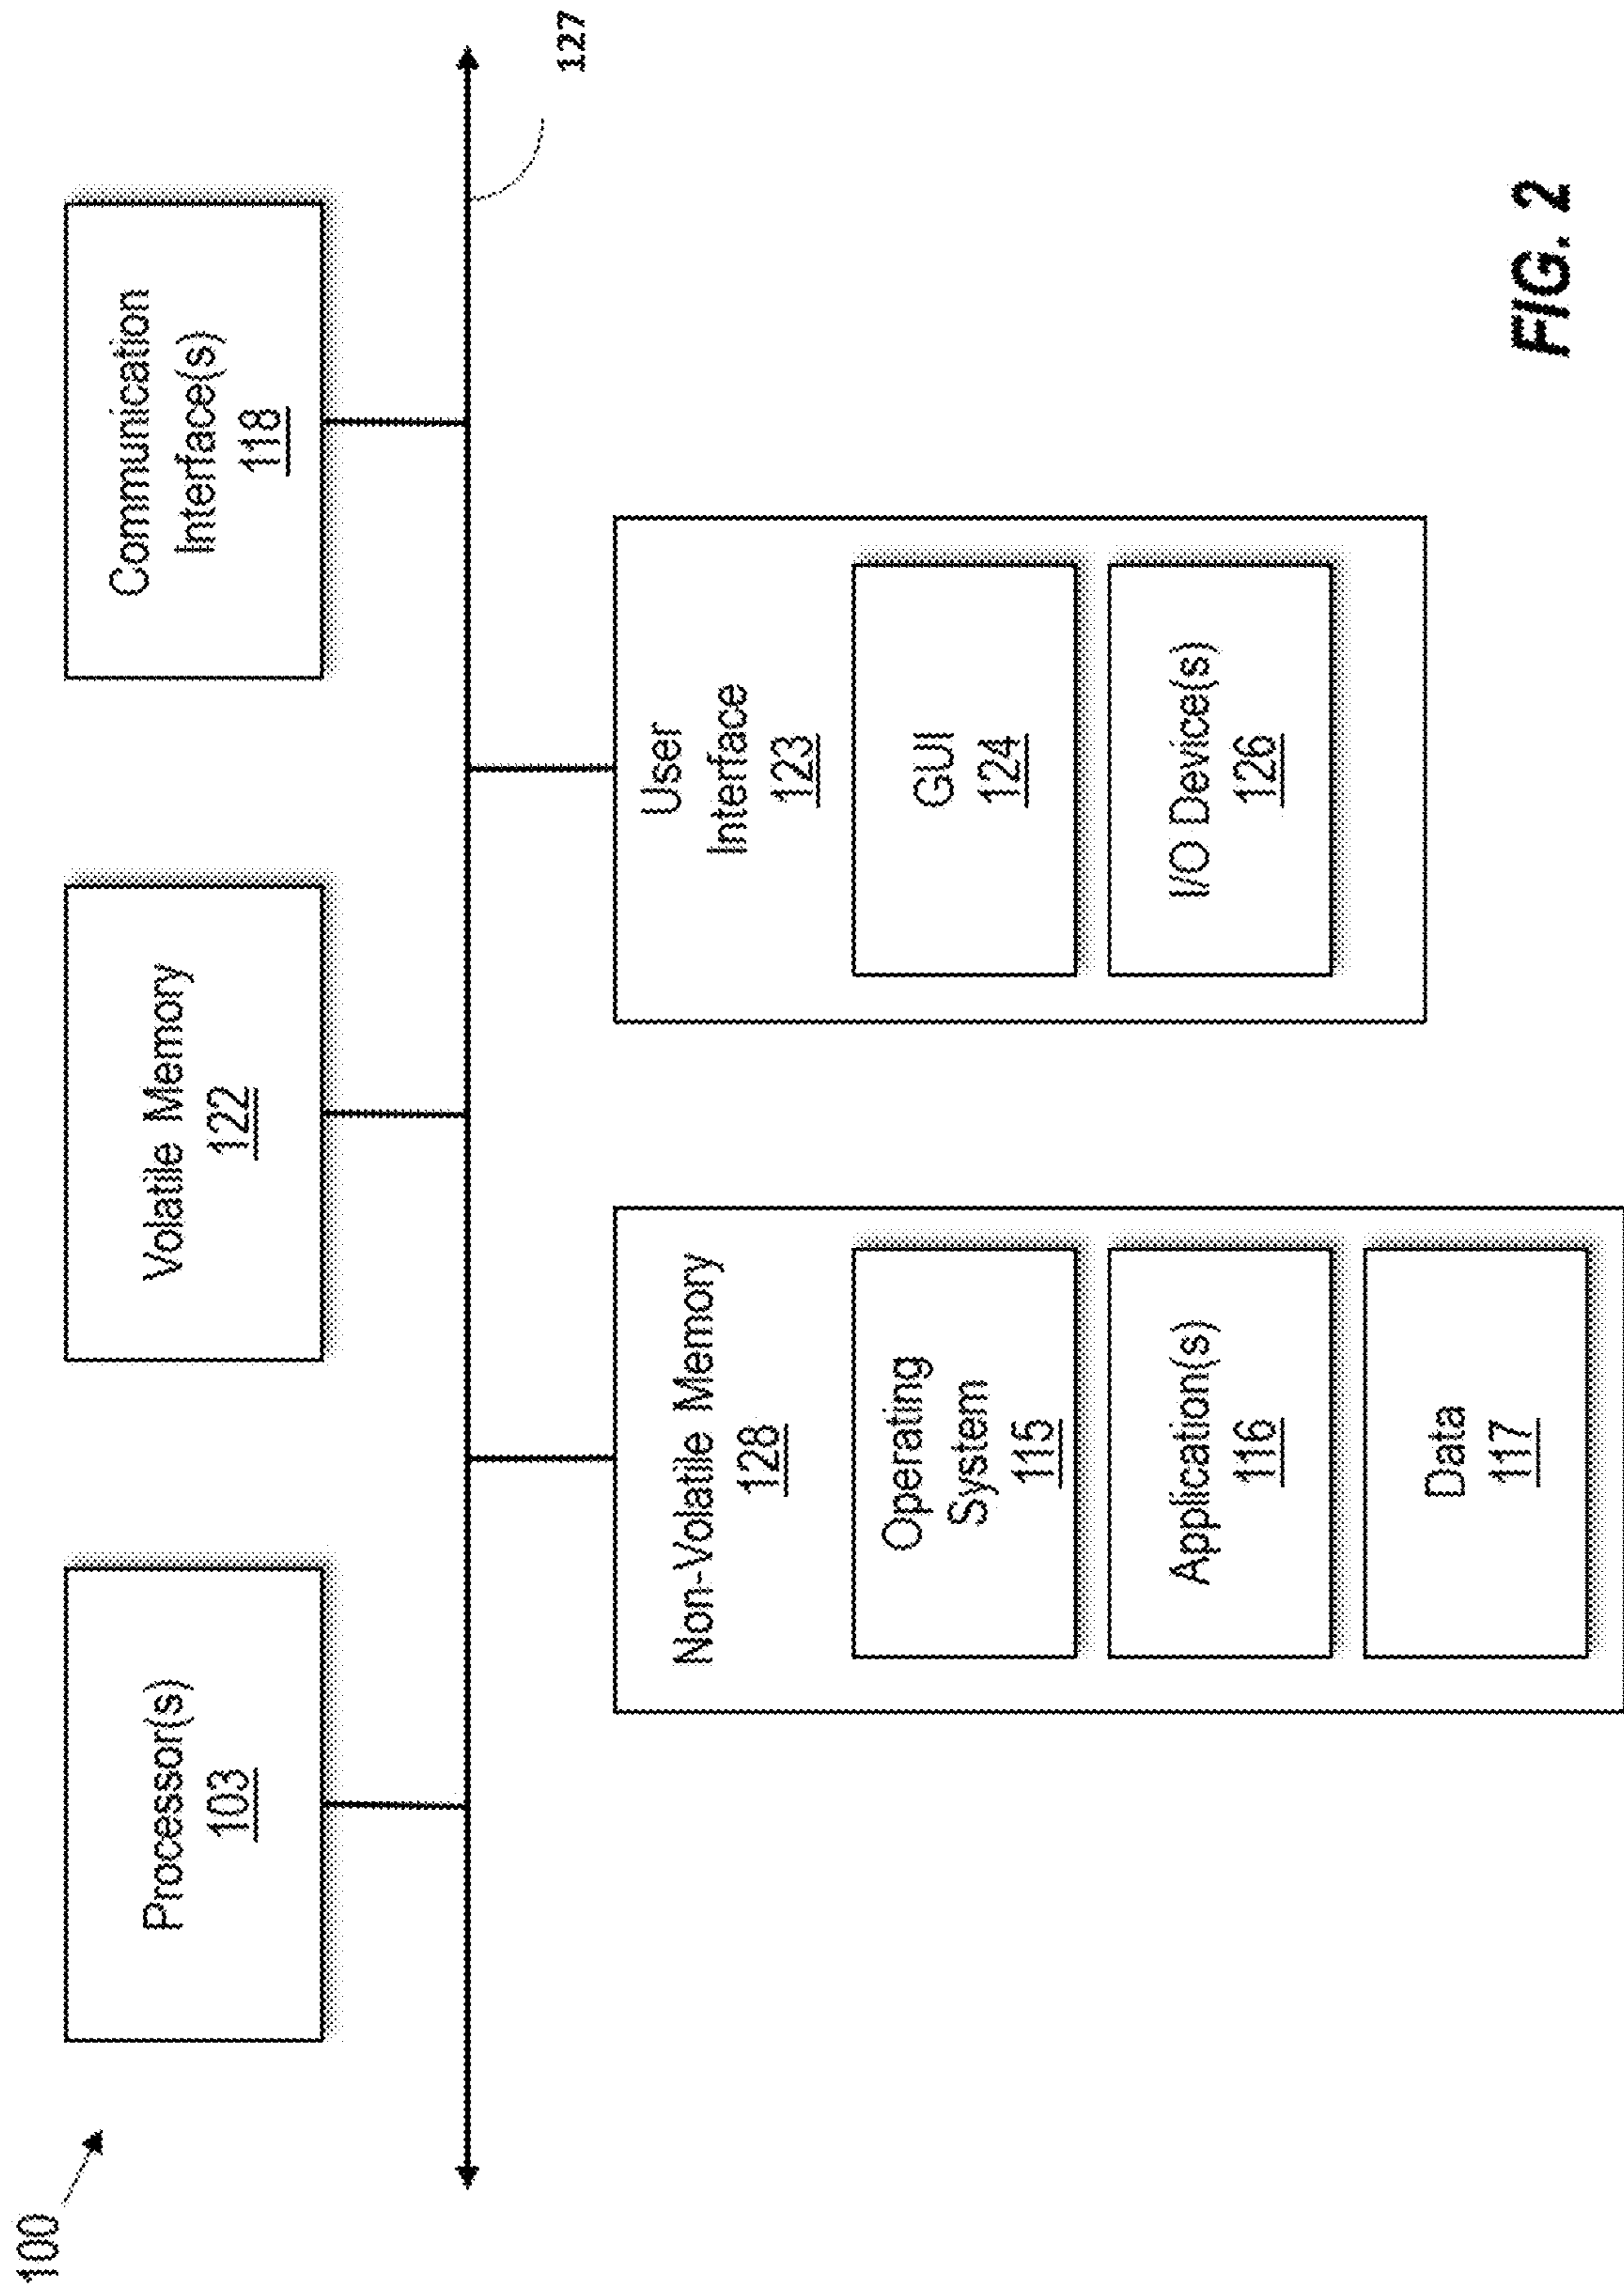 100
Processor(s)
103
Volatile Memory
122
Communication
Interface(s)
118
127
Non-Volatile Memory
128
Operating
System
115
Application(s)
116
Data
117
User
Interface
123
GUI
124
I/O Device(s)
126
FIG. 2